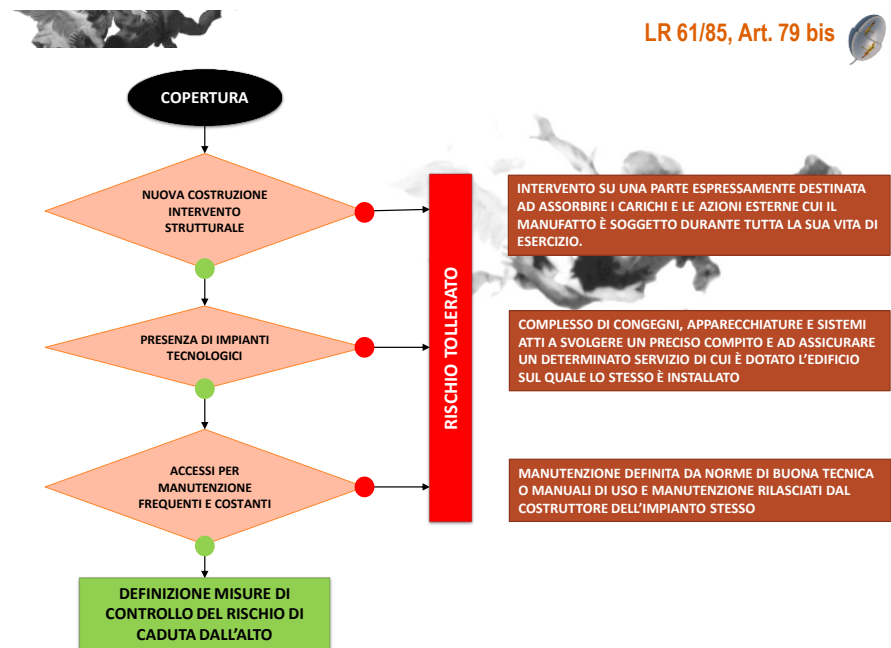 LR 61/85, Art. 79 bis
COPERTURA
NUOVA COSTRUZIONE
INTERVENTO
STRUTTURALE
INTERVENTO SU UNA PARTE ESPRESSAMENTE DESTINATA
AD ASSORBIRE I CARICHI E LE AZIONI ESTERNE CUI IL
MANUFATTO È SOGGETTO DURANTE TUTTA LA SUA VITA DI
ESERCIZIO.
RISCHIO TOLLERATO
PRESENZA DI IMPIANTI
TECNOLOGICI
COMPLESSO DI CONGEGNI, APPARECCHIATURE E SISTEMI
ATTI A SVOLGERE UN PRECISO COMPITO E AD ASSICURARE
UN DETERMINATO SERVIZIO DI CUI È DOTATO L’EDIFICIO
SUL QUALE LO STESSO È INSTALLATO
ACCESSI PER
MANUTENZIONE
FREQUENTI E COSTANTI
MANUTENZIONE DEFINITA DA NORME DI BUONA TECNICA
O MANUALI DI USO E MANUTENZIONE RILASCIATI DAL
COSTRUTTORE DELL’IMPIANTO STESSO
DEFINIZIONE MISURE DI
CONTROLLO DEL RISCHIO DI
CADUTA DALL’ALTO